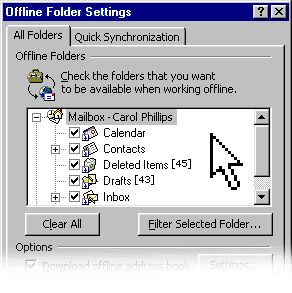 Offline Folder Settings
All Folders
Quick Synchronization
Offline Folders
Check the folders that you want
to be available when working offline.
Mailbox - Carol Phillips
Calendar
Contacts
Deleted Items [45]
Drafts [43]
Inbox
Clear All
Filter Selected Folder...
Options
Download offline address book
Settings...